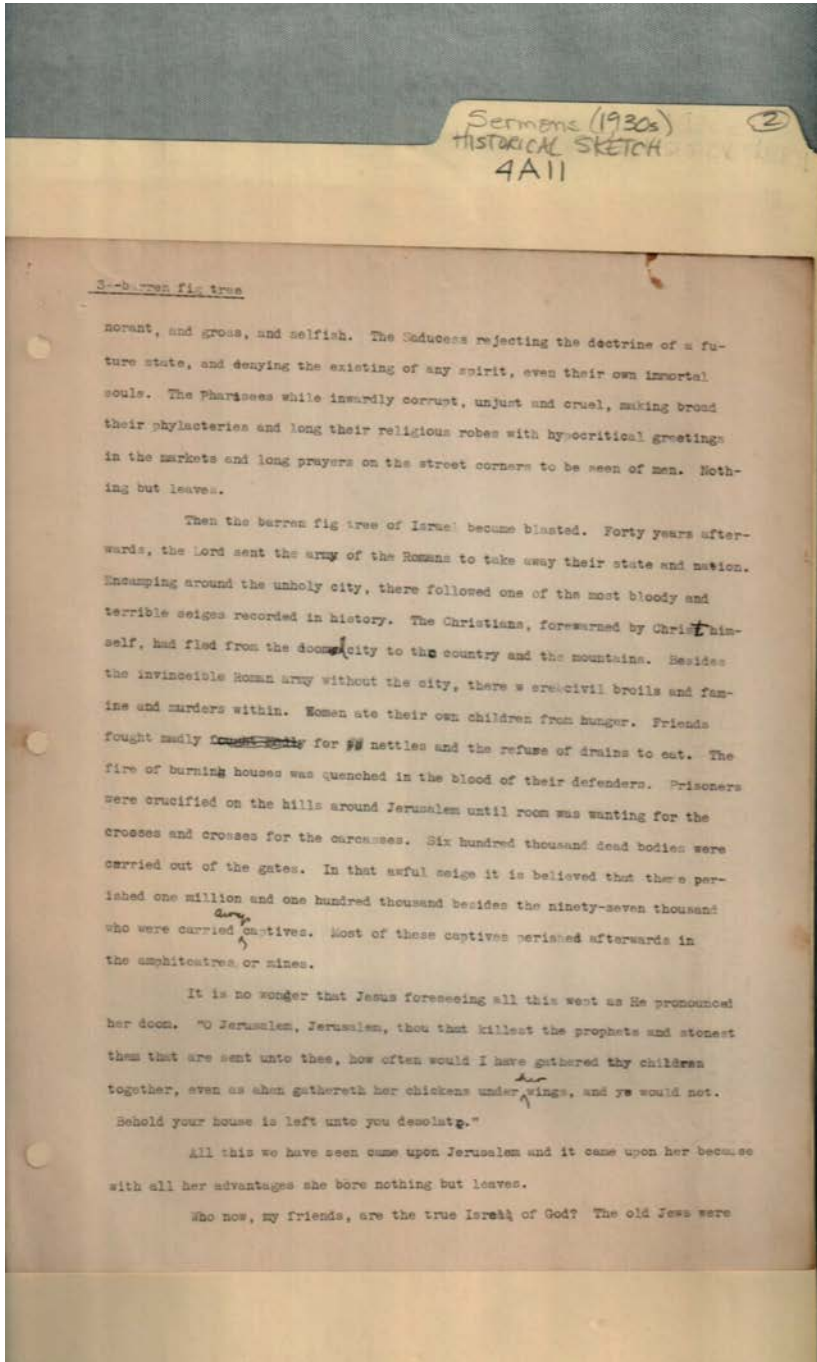 Sermons (1930s) 2
HISTORICAL SKETCH
4A11
3--barren fig tree
norant, and gross, and selfish. The Saducess rejecting the doctrine of a fu-
ture state, and denying the existing of any spirit, even their own immortal
souls. The Pharisees while inwardly corrupt, unjust and cruel, making broad
their phylacteries and long their religious robes with hypocritical greetings
in the markets and long prayers on the street corners to be seen of men. Noth-
ing but leaves.
Then the barren fig tree of Israel became blasted. Forty years after-
wards, the Lord sent the army of the Romans to take away their state and nation.
Encamping around the unholy city, there followed one of the most bloody and
terrible seiges recorded in history. The Christians, forewarned by Christ him-
self, had fled from the doomed city to the country and the mountains. Besides
the invinceible Roman army without the city, there w ere civil broils and fam-
ine and murders within. Women ate their own children from hunger. Friends
fought madly for nettles and the refuse of drains to eat. The
fire of burning houses was quenched in the blood of their defenders. Prisoners
were crucified on the hills around Jerusalem until room was wanting for the
crosses and crosses for the carcasses. Six hundred thousand dead bodies were
carried out of the gates. In that awful seige it is believed that there per-
ished one million and one hundred thousand besides the ninety-seven thousand
who were carried away captives. Most of these captives perished afterwards in
the amphiteatres or mines.
It is no wonder that Jesus foreseeing all this wept as He pronounced
her doom. "O Jerusalem, Jerusalem, thou that killest the prophets and stonest
them that are sent unto thee, how often would I have gathered thy children
together, even as ahen gathereth her chickens under her wings, and ye would not.
Behold your house is left unto you desolate."
All this we have seen came upon Jerusalem and it came upon her because
with all her advantages she bore nothing but leaves.
Who now, my friends, are the true Israel of God? The old Jews were